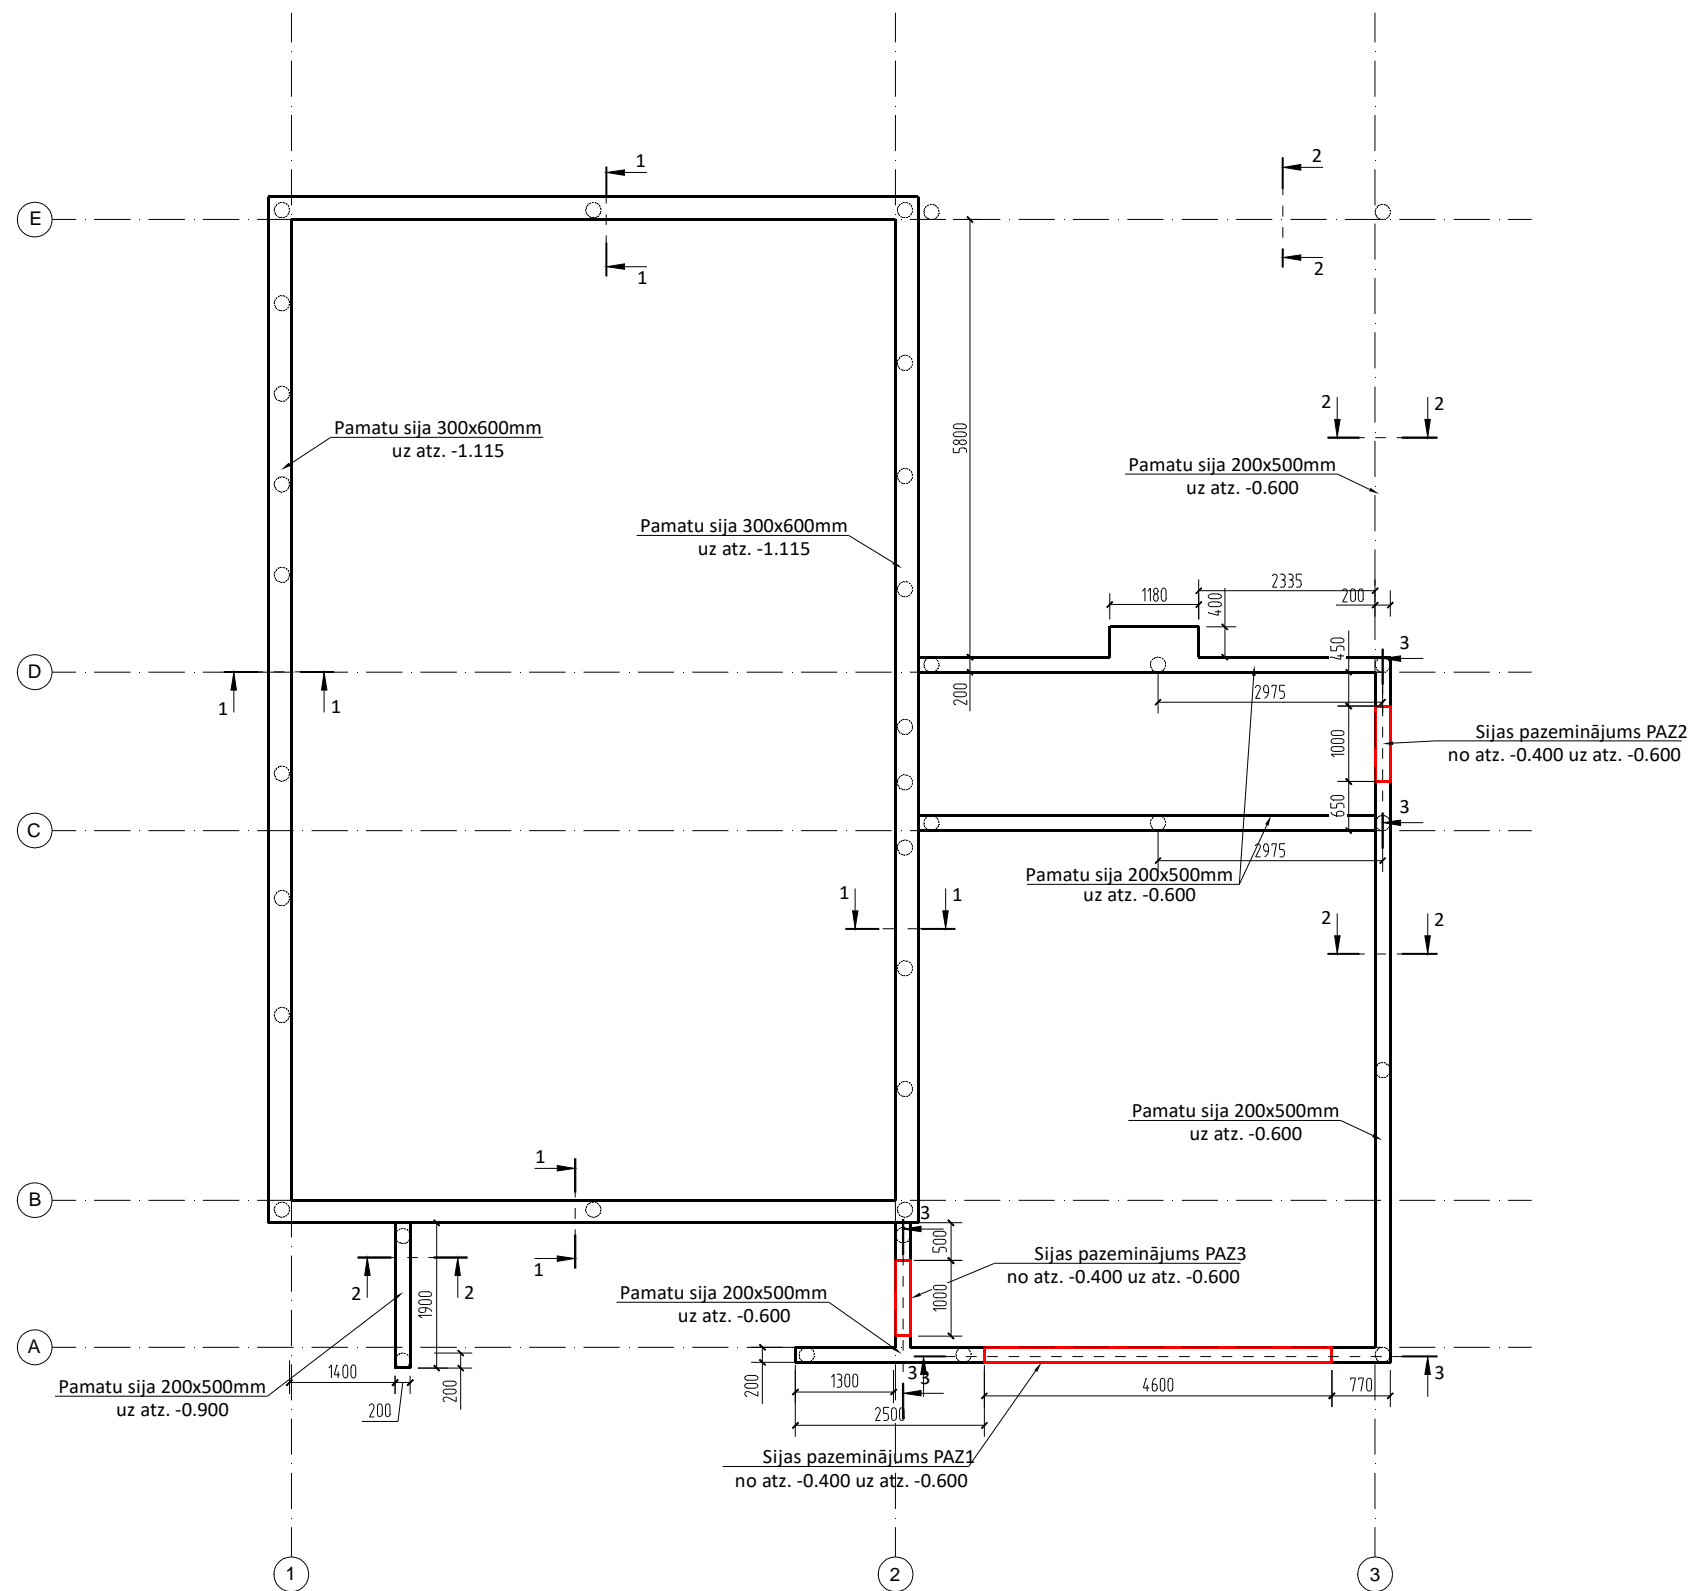 1
2
E
1
2
Pamatu sija 300x600mm
uz atz. -1.115
5800
2
2
Pamatu sija 200x500mm
uz atz. -0.600
Pamatu sija 300x600mm
uz atz. -1.115
2335
1180
400
200
450
3
D
1
1
200
2975
Sijas pazeminājums PAZ2
no atz. -0.400 uz atz. -0.600
1000
650
3
C
2975
Pamatu sija 200x500mm
uz atz. -0.600
1
1
2
2
Pamatu sija 200x500mm
uz atz. -0.600
1
B
3
500
Sijas pazeminājums PAZ3
no atz. -0.400 uz atz. -0.600
1
2
2
1900
Pamatu sija 200x500mm
uz atz. -0.600
1000
A
1400
200
200
Pamatu sija 200x500mm
uz atz. -0.900
200
1300
3
3
4600
770
3
2500
Sijas pazeminājums PAZ1
no atz. -0.400 uz atz. -0.600
1
2
3